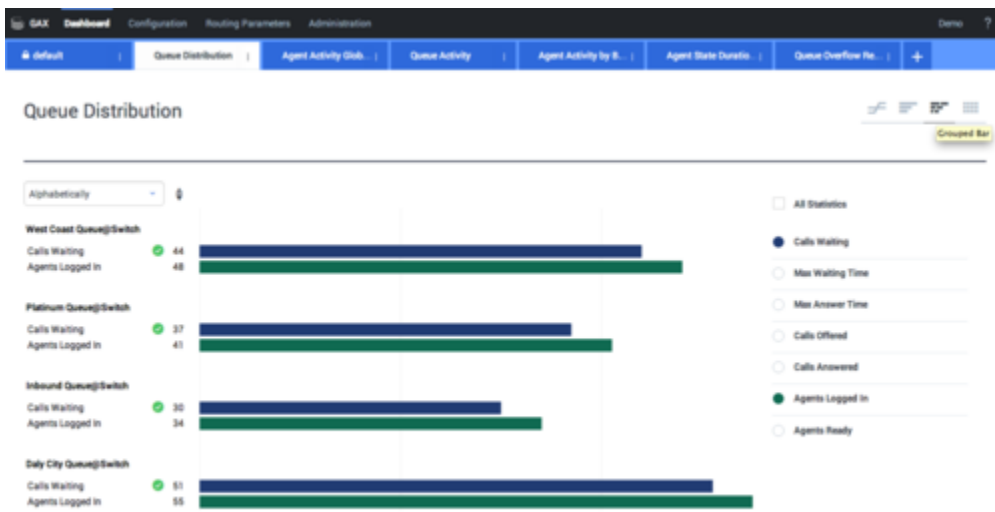 GAX Dashboard Configuration Routing Parameters Administration Demo ?
default Queue Distribution Agent Activity Glob... Queue Activity Agent Activity by B... Agent State Duratio... Queue Overflow Re... +
Queue Distribution
Grouped Bar
Alphabetically
All Statistics
West Coast Queue@Switch
Calls Waiting 44
Agents Logged In 48
Platinum Queue@Switch
Calls Waiting 37
Agents Logged In 41
Inbound Queue@Switch
Calls Waiting 30
Agents Logged In 34
Daly City Queue@Switch
Calls Waiting 51
Agents Logged In 55
Calls Waiting
Max Waiting Time
Max Answer Time
Calls Offered
Calls Answered
Agents Logged In
Agents Ready